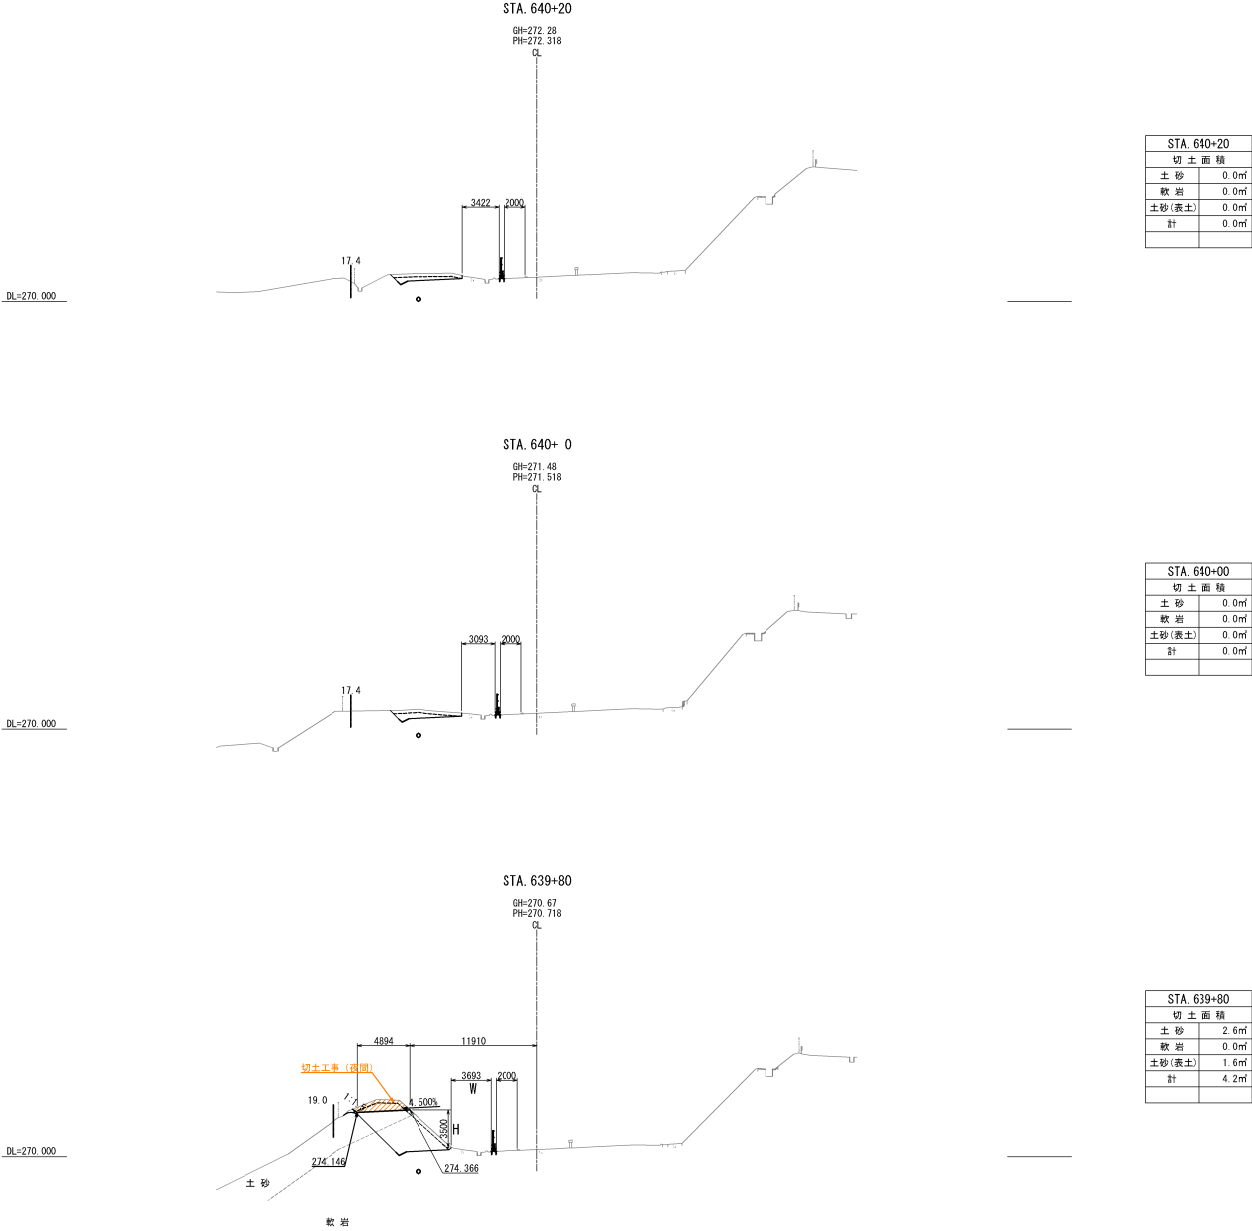 STA. 640+20
GH=272. 28
PH=272. 318
CL
3422
2000
17. 4
DL=270. 000
STA. 640+20
切 土 面 積
土 砂 0. 0㎡
軟 岩 0. 0㎡
土砂(表土) 0. 0㎡
計 0. 0㎡
STA. 640+ 0
GH=271. 48
PH=271. 518
CL
3093
2000
17. 4
DL=270. 000
STA. 640+00
切 土 面 積
土 砂 0. 0㎡
軟 岩 0. 0㎡
土砂(表土) 0. 0㎡
計 0. 0㎡
STA. 639+80
GH=270. 67
PH=270. 718
CL
4894
11910
切土工事（夜間）
3693
2000
W
1:1
4.500%
19. 0
3500
H
DL=270. 000
274. 146
274. 366
土 砂
軟 岩
STA. 639+80
切 土 面 積
土 砂 2. 6㎡
軟 岩 0. 0㎡
土砂(表土) 1. 6㎡
計 4. 2㎡